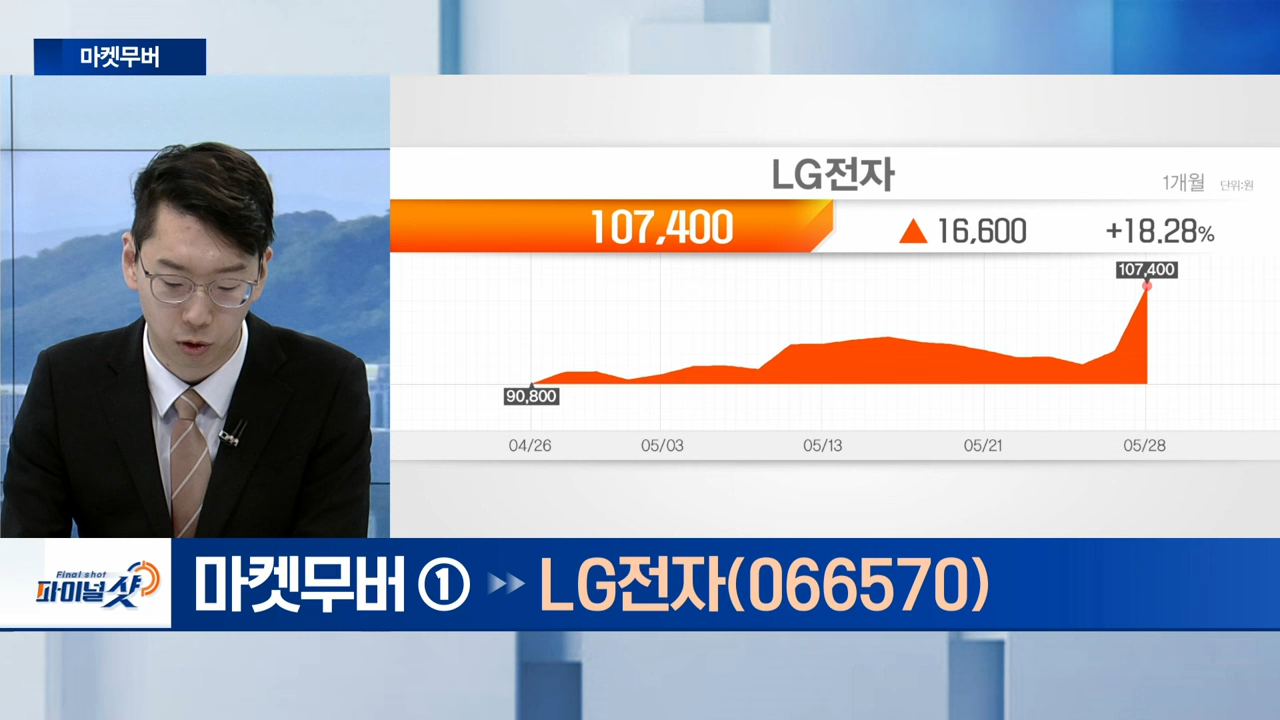 마켓무버
LG전자
1개월 단위:원
107,400 ▲ 16,600 +18.28%
107,400
90,800
04/26 05/03 05/13 05/21 05/28
Final shot
파이널샷
마켓무버 ① LG전자(066570)